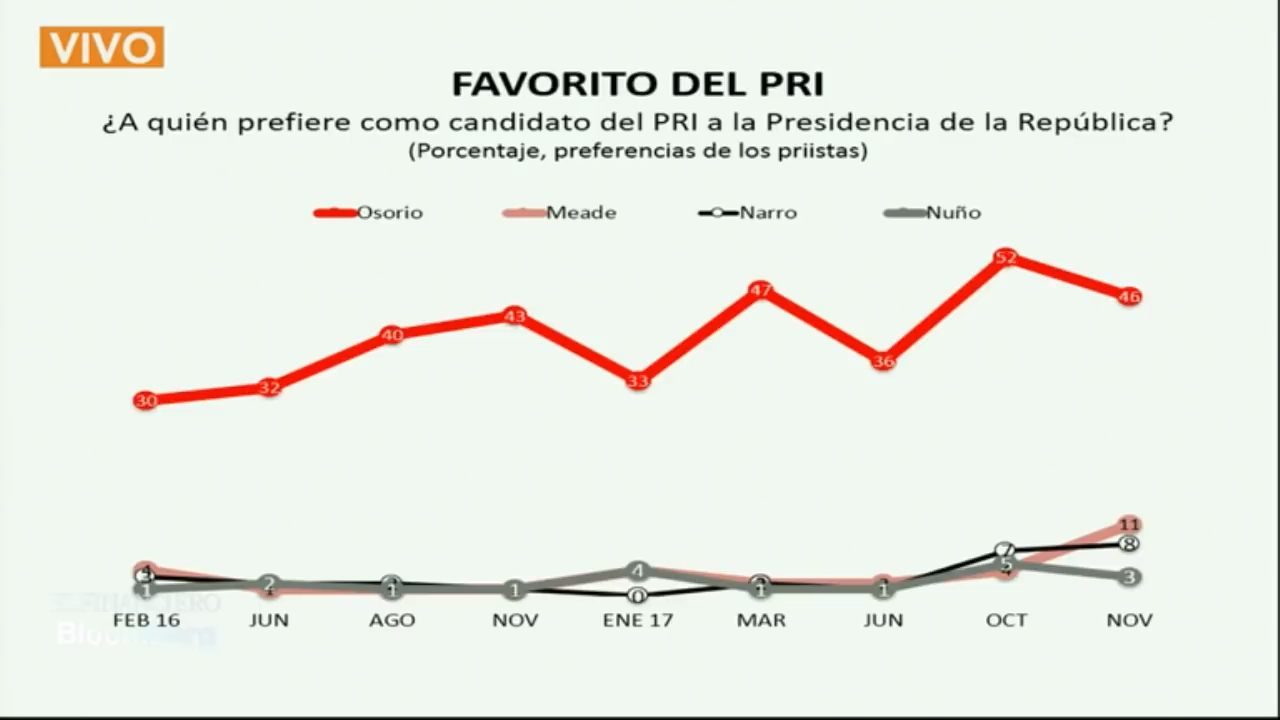 VIVO
FAVORITO DEL PRI
¿A quién prefiere como candidato del PRI a la Presidencia de la República?
(Porcentaje, preferencias de los priistas)
Osorio Meade Narro Nuño
30 32 40 43 33 47 36 52 46
11
8
3
4 7
5
2
1 1 1 0 1 1
FINANCIERO
FEB 16 JUN AGO NOV ENE 17 MAR JUN OCT NOV
Bloomberg